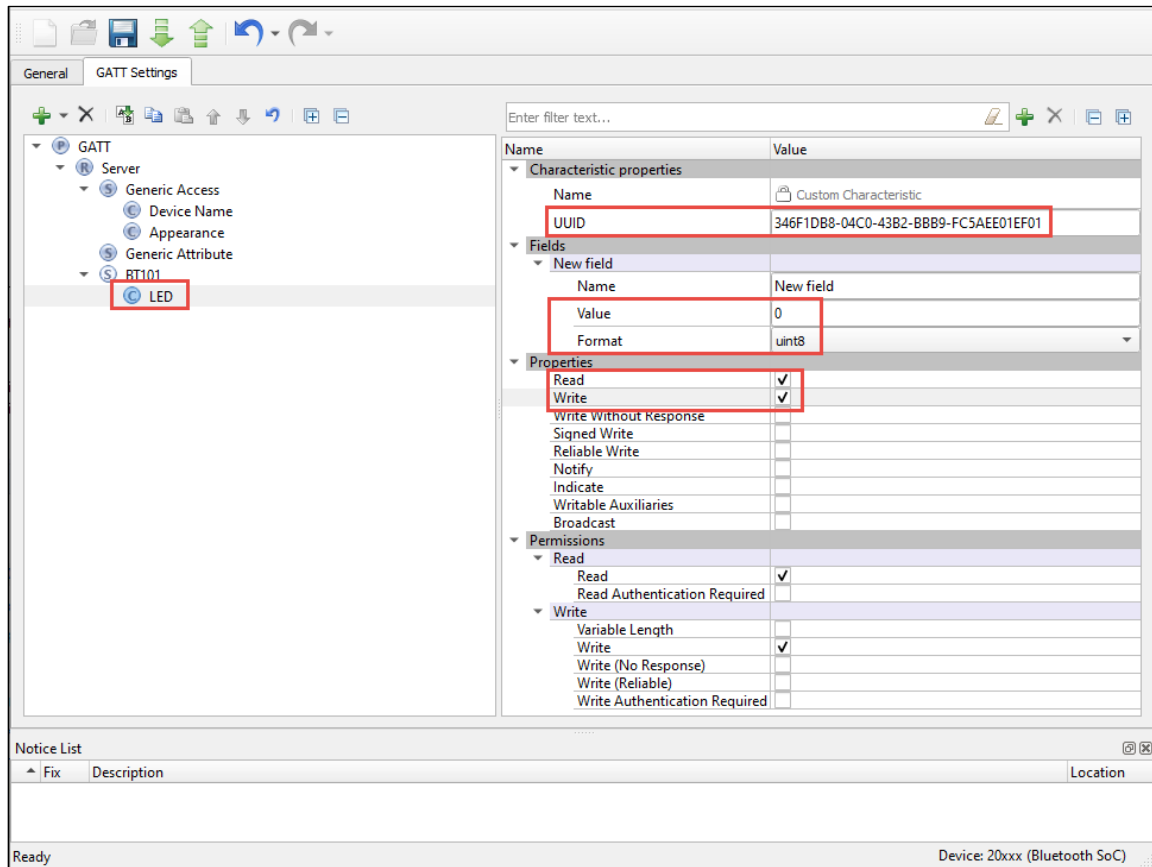 General
GATT Settings
Enter filter text...
GATT
Server
Generic Access
Device Name
Appearance
Generic Attribute
BT101
LED
Name Value
Characteristic properties
Name Custom Characteristic
UUID 346F1DB8-04C0-43B2-BBB9-FC5AEE01EF01
Fields
New field
Name New field
Value 0
Format uint8
Properties
Read
Write
Write Without Response
Signed Write
Reliable Write
Notify
Indicate
Writable Auxiliaries
Broadcast
Permissions
Read
Read
Read Authentication Required
Write
Variable Length
Write
Write (No Response)
Write (Reliable)
Write Authentication Required
Notice List
Fix Description Location
Ready Device: 20xxx (Bluetooth SoC)